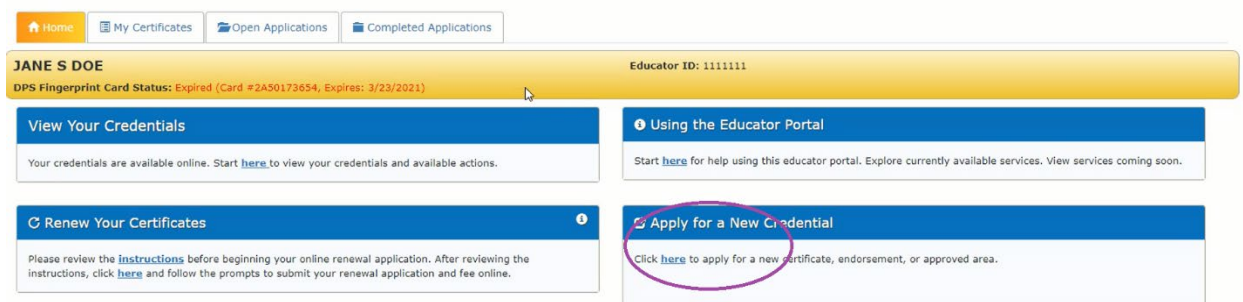 Home My Certificates Open Applications Completed Applications
JANE S DOE
Educator ID: 1111111
DPS Fingerprint Card Status: Expired (Card #2A50173654, Expires: 3/23/2021)
View Your Credentials
Your credentials are available online. Start here to view your credentials and available actions.
Using the Educator Portal
Start here for help using this educator portal. Explore currently available services. View services coming soon.
Renew Your Certificates
Please review the instructions before beginning your online renewal application. After reviewing the
instructions, click here and follow the prompts to submit your renewal application and fee online.
Apply for a New Credential
Click here to apply for a new certificate, endorsement, or approved area.